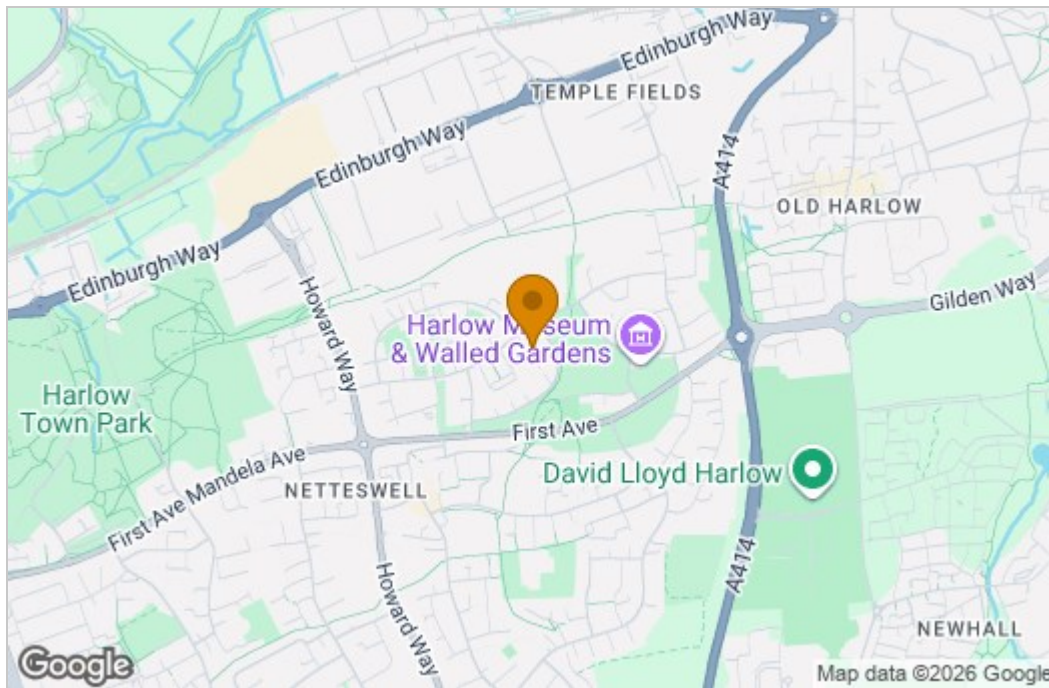 Edinburgh Way
TEMPLE FIELDS
Edinburgh Way
A414
OLD HARLOW
Edinburgh Way
Howard Way
Gilden Way
Harlow Museum
& Walled Gardens
Harlow
Town Park
First Ave
First Ave Mandela Ave
David Lloyd Harlow
NETTESWELL
A414
Howard Way
NEWHALL
Google
Map data ©2026 Google